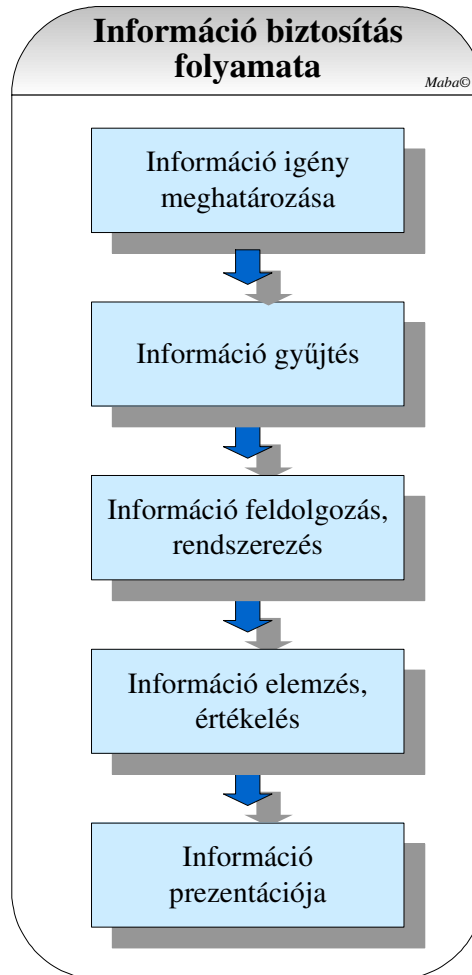 Információ biztosítás
folyamata
Maba©
Információ igény
meghatározása
Információ gyűjtés
Információ feldolgozás,
rendszerezés
Információ elemzés,
értékelés
Információ
prezentációja